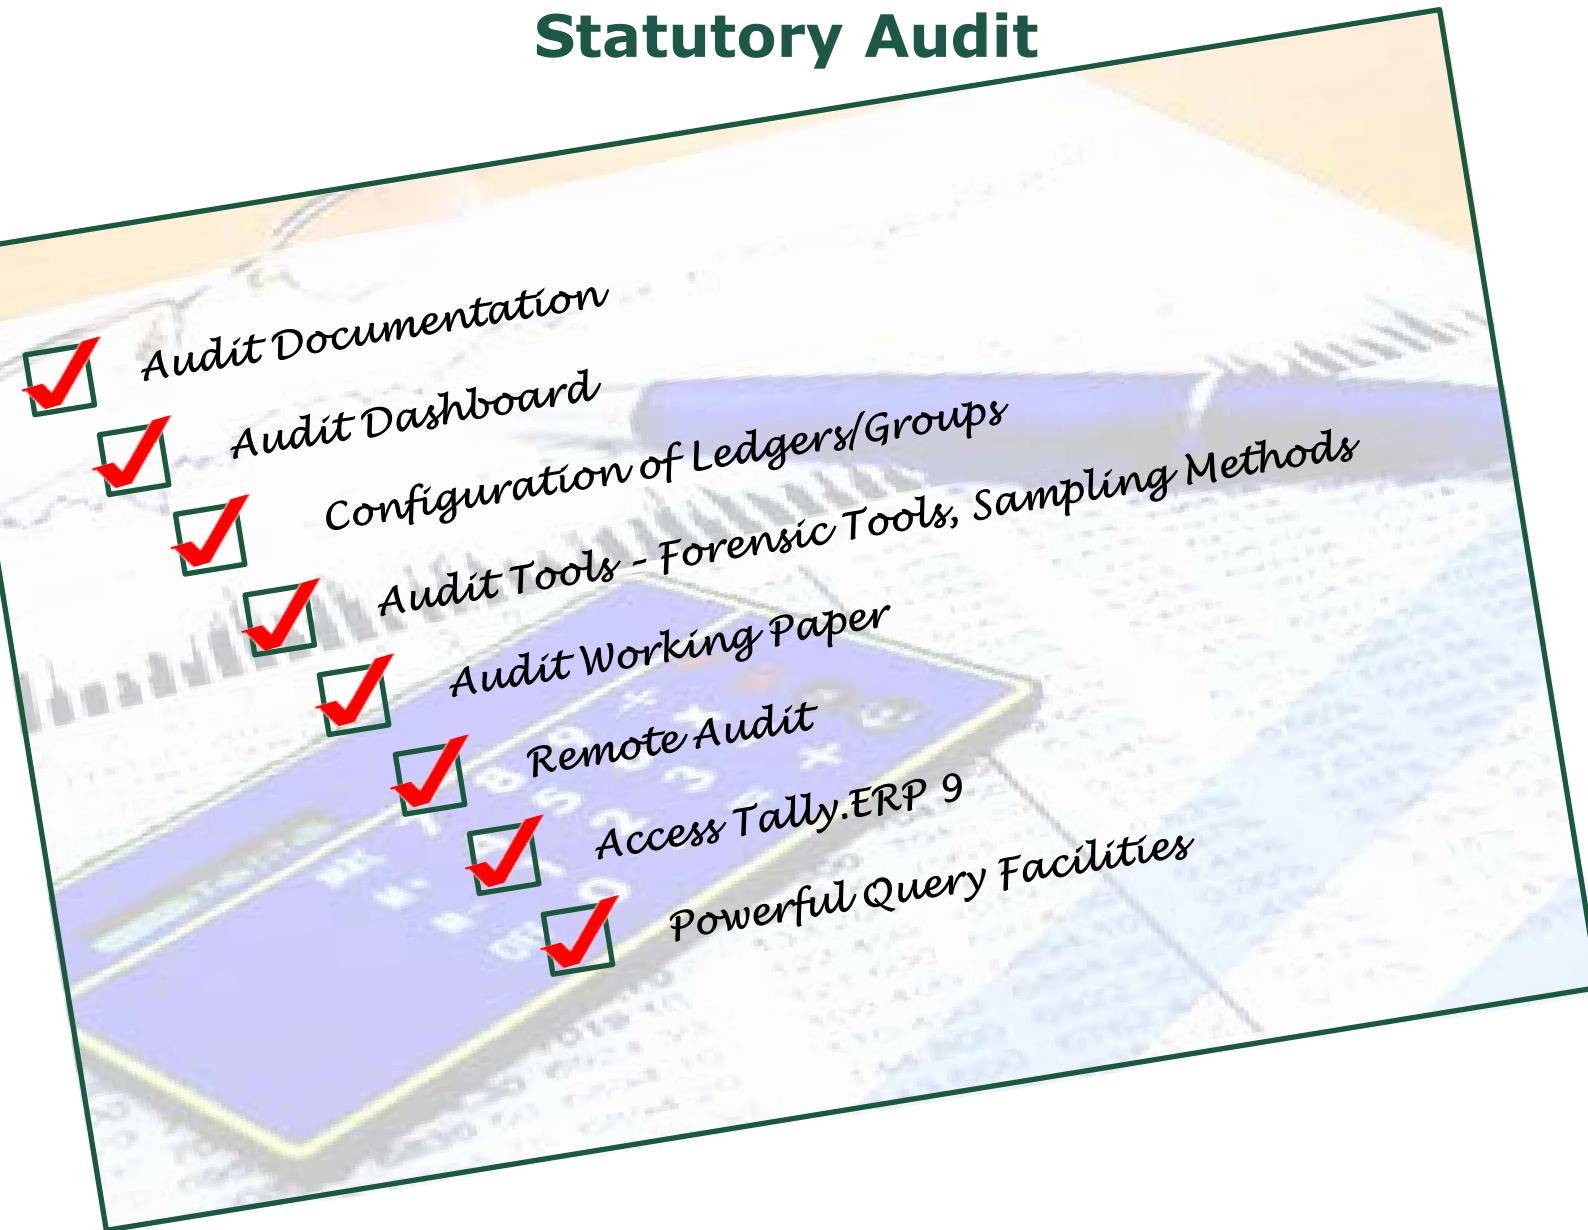 Statutory Audit
Audit Documentation
Audit Dashboard
Configuration of Ledgers/Groups
Audit Tools – Forensic Tools, Sampling Methods
Audit Working Paper
Remote Audit
Access Tally.ERP 9
Powerful Query Facilities